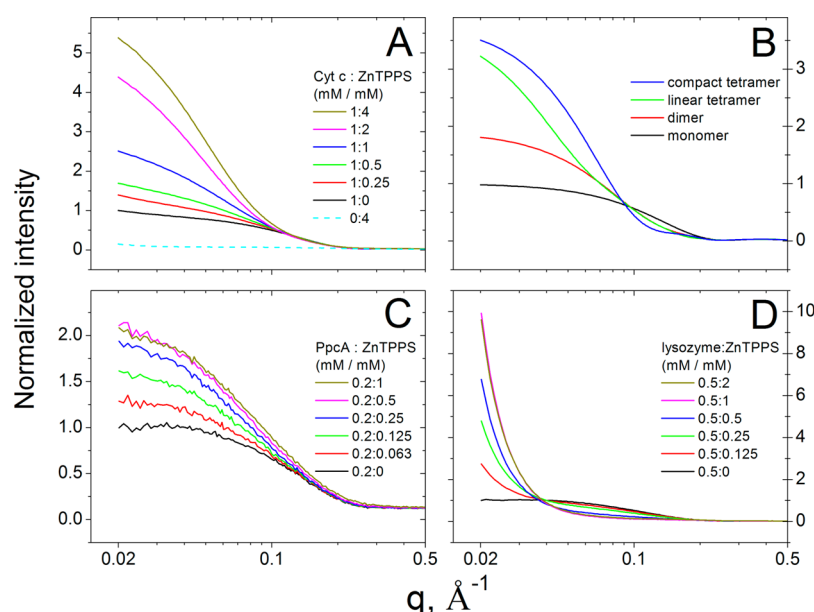 A
Cyt c : ZnTPPS
(mM / mM)
1:4
1:2
1:1
1:0.5
1:0.25
1:0
0:4
5
4
3
2
1
0
B
compact tetramer
linear tetramer
dimer
monomer
3
2
1
0
Normalized intensity
C
PpcA : ZnTPPS
(mM / mM)
0.2:1
0.2:0.5
0.2:0.25
0.2:0.125
0.2:0.063
0.2:0
2.0
1.5
1.0
0.5
0.0
0.02
0.1
0.5
D
lysozyme:ZnTPPS
(mM / mM)
0.5:2
0.5:1
0.5:0.5
0.5:0.25
0.5:0.125
0.5:0
10
8
6
4
2
0
0.02
0.1
0.5
q, Å⁻¹